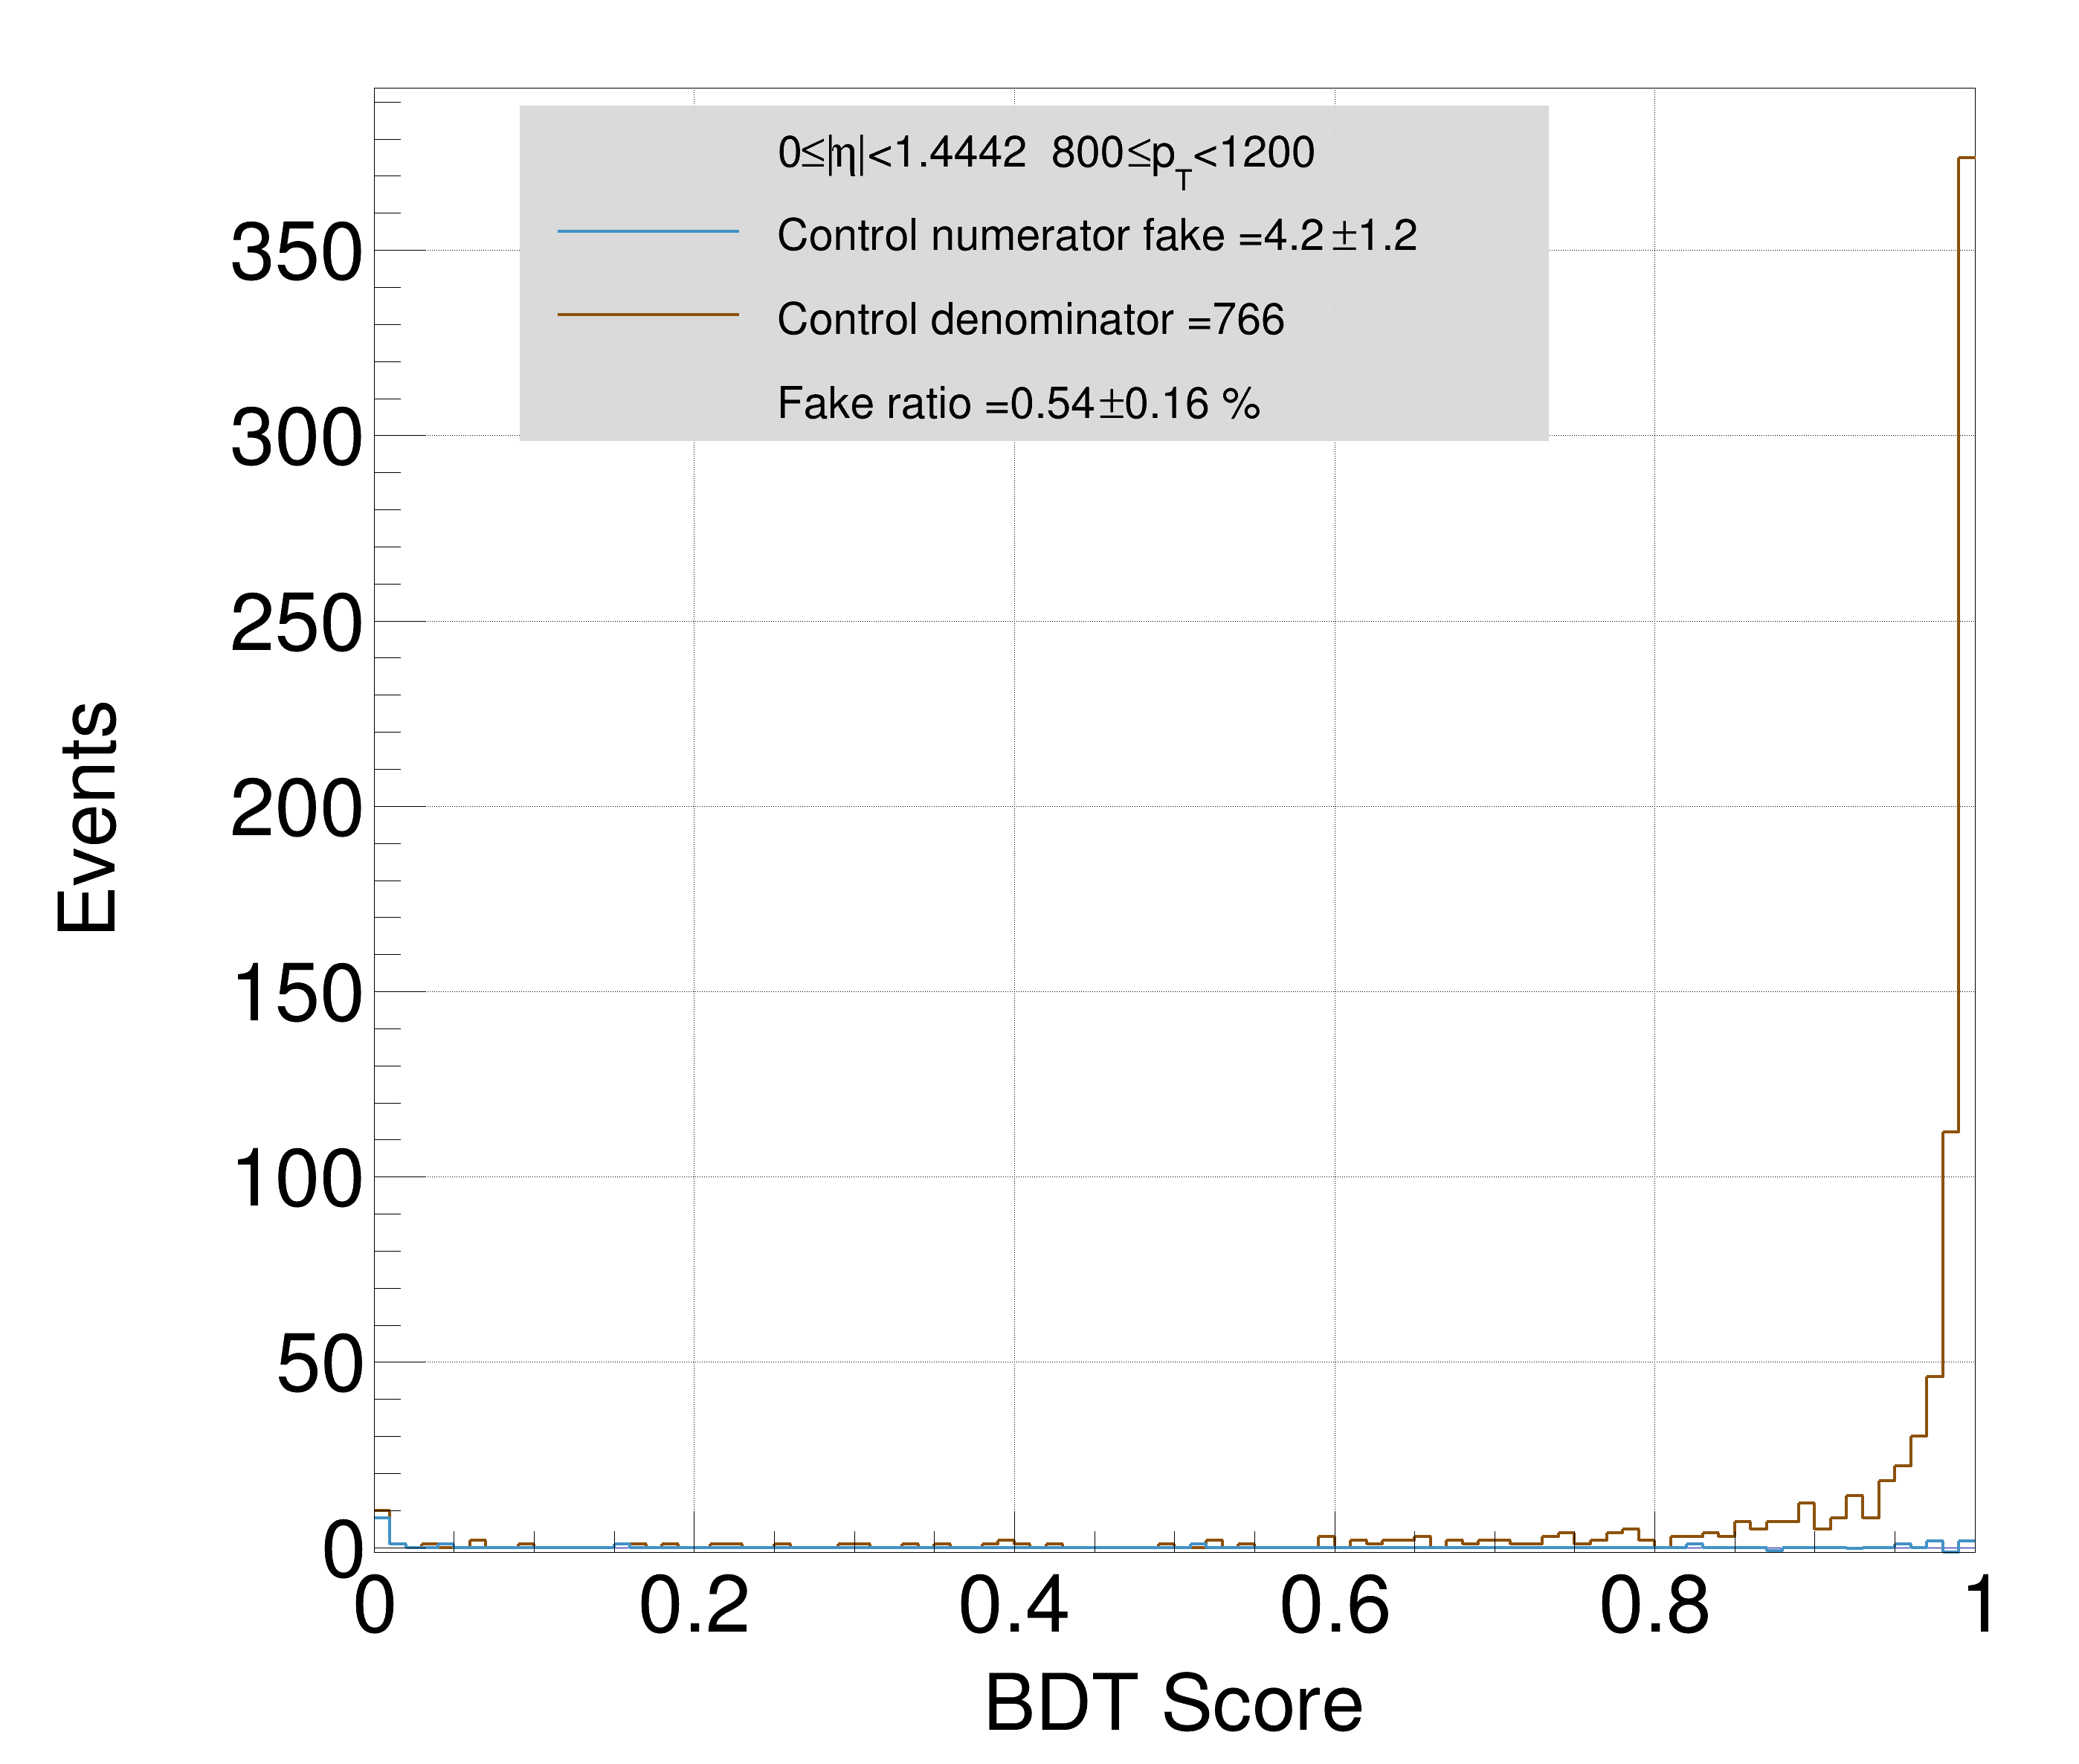 0≤|η|<1.4442 800≤pT<1200
Control numerator fake =4.2±1.2
Control denominator =766
Fake ratio =0.54±0.16 %
Events
350
300
250
200
150
100
50
0
0 0.2 0.4 0.6 0.8 1
BDT Score